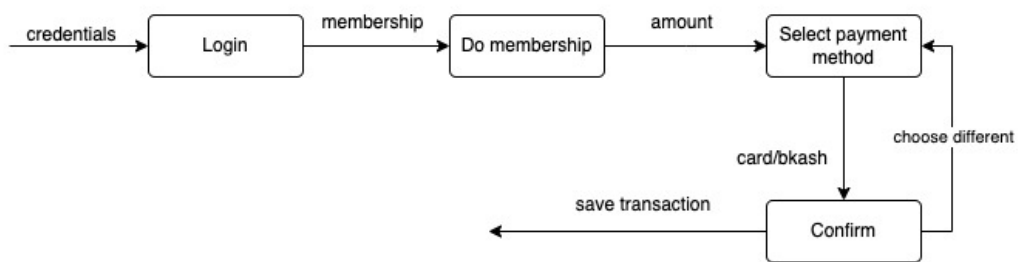 credentials
Login
membership
Do membership
amount
Select payment
method
card/bkash
choose different
save transaction
Confirm